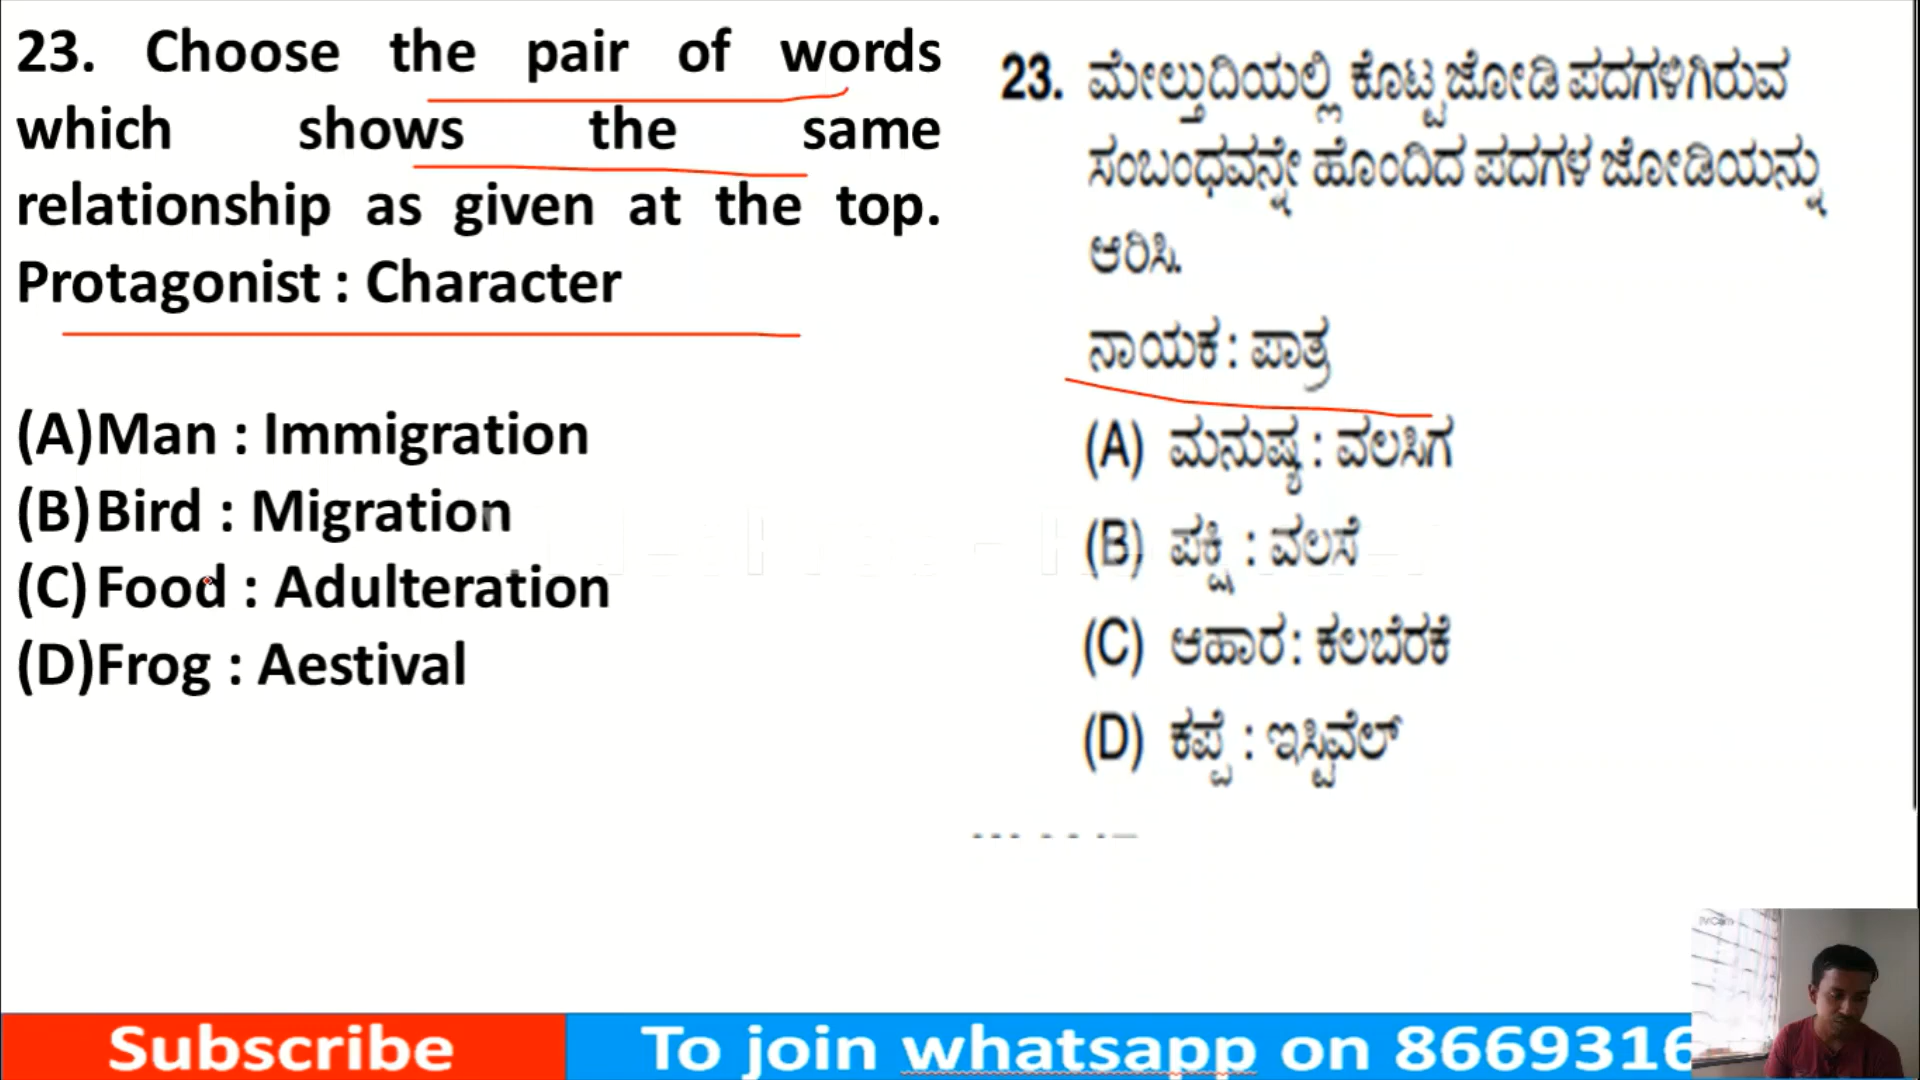 23. Choose the pair of words
which shows the same
relationship as given at the top.
Protagonist : Character
(A)Man : Immigration
(B)Bird : Migration
(C)Food : Adulteration
(D)Frog : Aestival
23. ಮೇಲ್ತುದಿಯಲ್ಲಿ ಕೊಟ್ಟ ಜೋಡಿ ಪದಗಳಿಗಿರುವ
ಸಂಬಂಧವನ್ನೇ ಹೊಂದಿದ ಪದಗಳ ಜೋಡಿಯನ್ನು
ಆರಿಸಿ.
ನಾಯಕ : ಪಾತ್ರ
(A) ಮನುಷ್ಯ : ವಲಸಿಗ
(B) ಪಕ್ಷಿ : ವಲಸೆ
(C) ಆಹಾರ : ಕಲಬೆರಕೆ
(D) ಕಪ್ಪೆ : ಇಸ್ಟಿವೆಲ್
Subscribe
To join whatsapp on 8669316